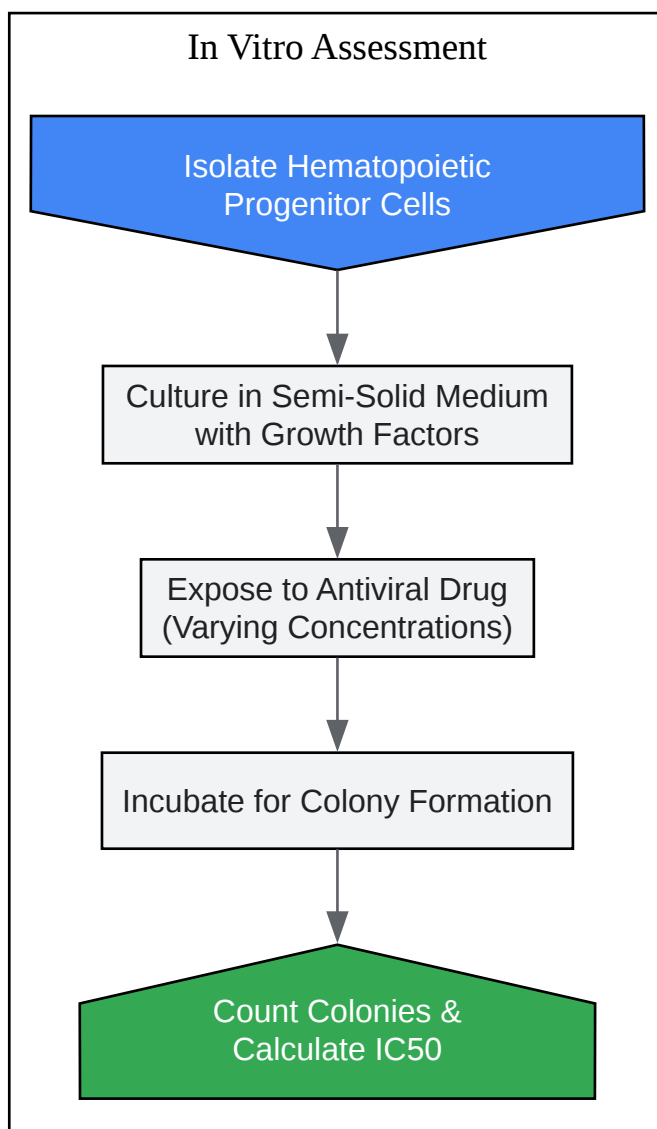 In Vitro Assessment
Isolate Hematopoietic
Progenitor Cells
Culture in Semi-Solid Medium
with Growth Factors
Expose to Antiviral Drug
(Varying Concentrations)
Incubate for Colony Formation
Count Colonies &
Calculate IC50